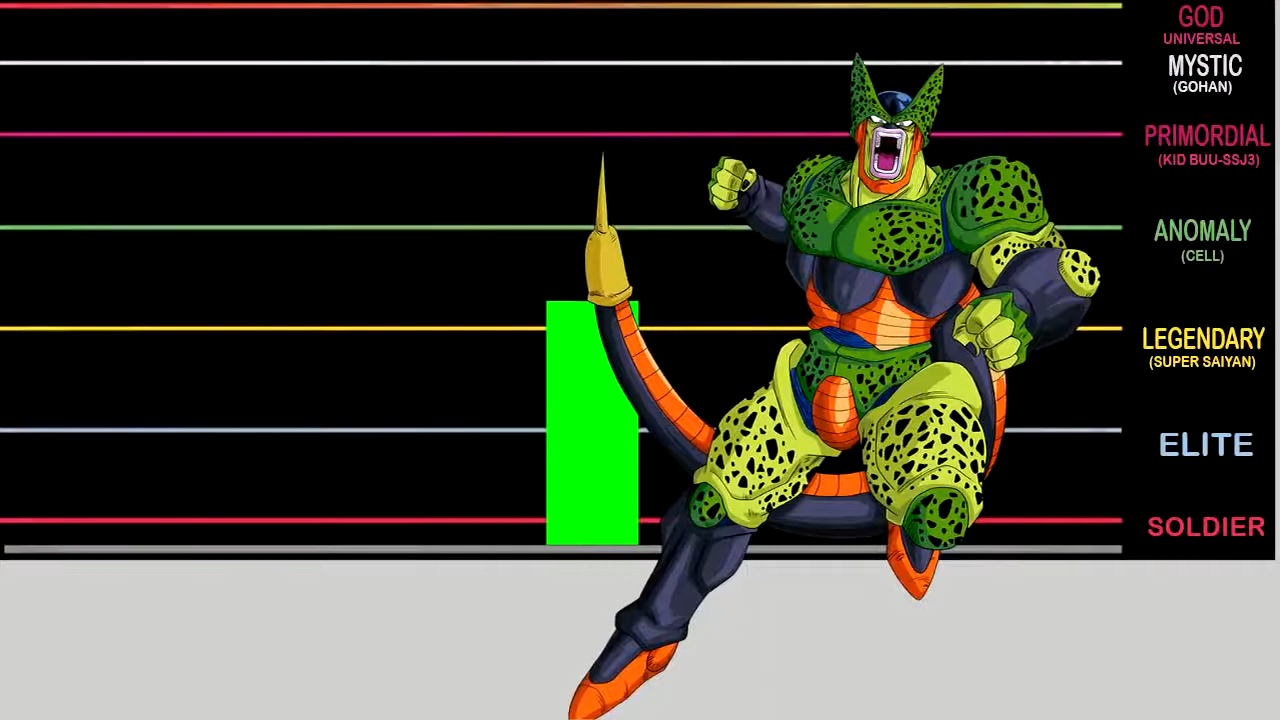 GOD
UNIVERSAL
MYSTIC
(GOHAN)
PRIMORDIAL
(KID BUU-SSJ3)
ANOMALY
(CELL)
LEGENDARY
(SUPER SAIYAN)
ELITE
SOLDIER